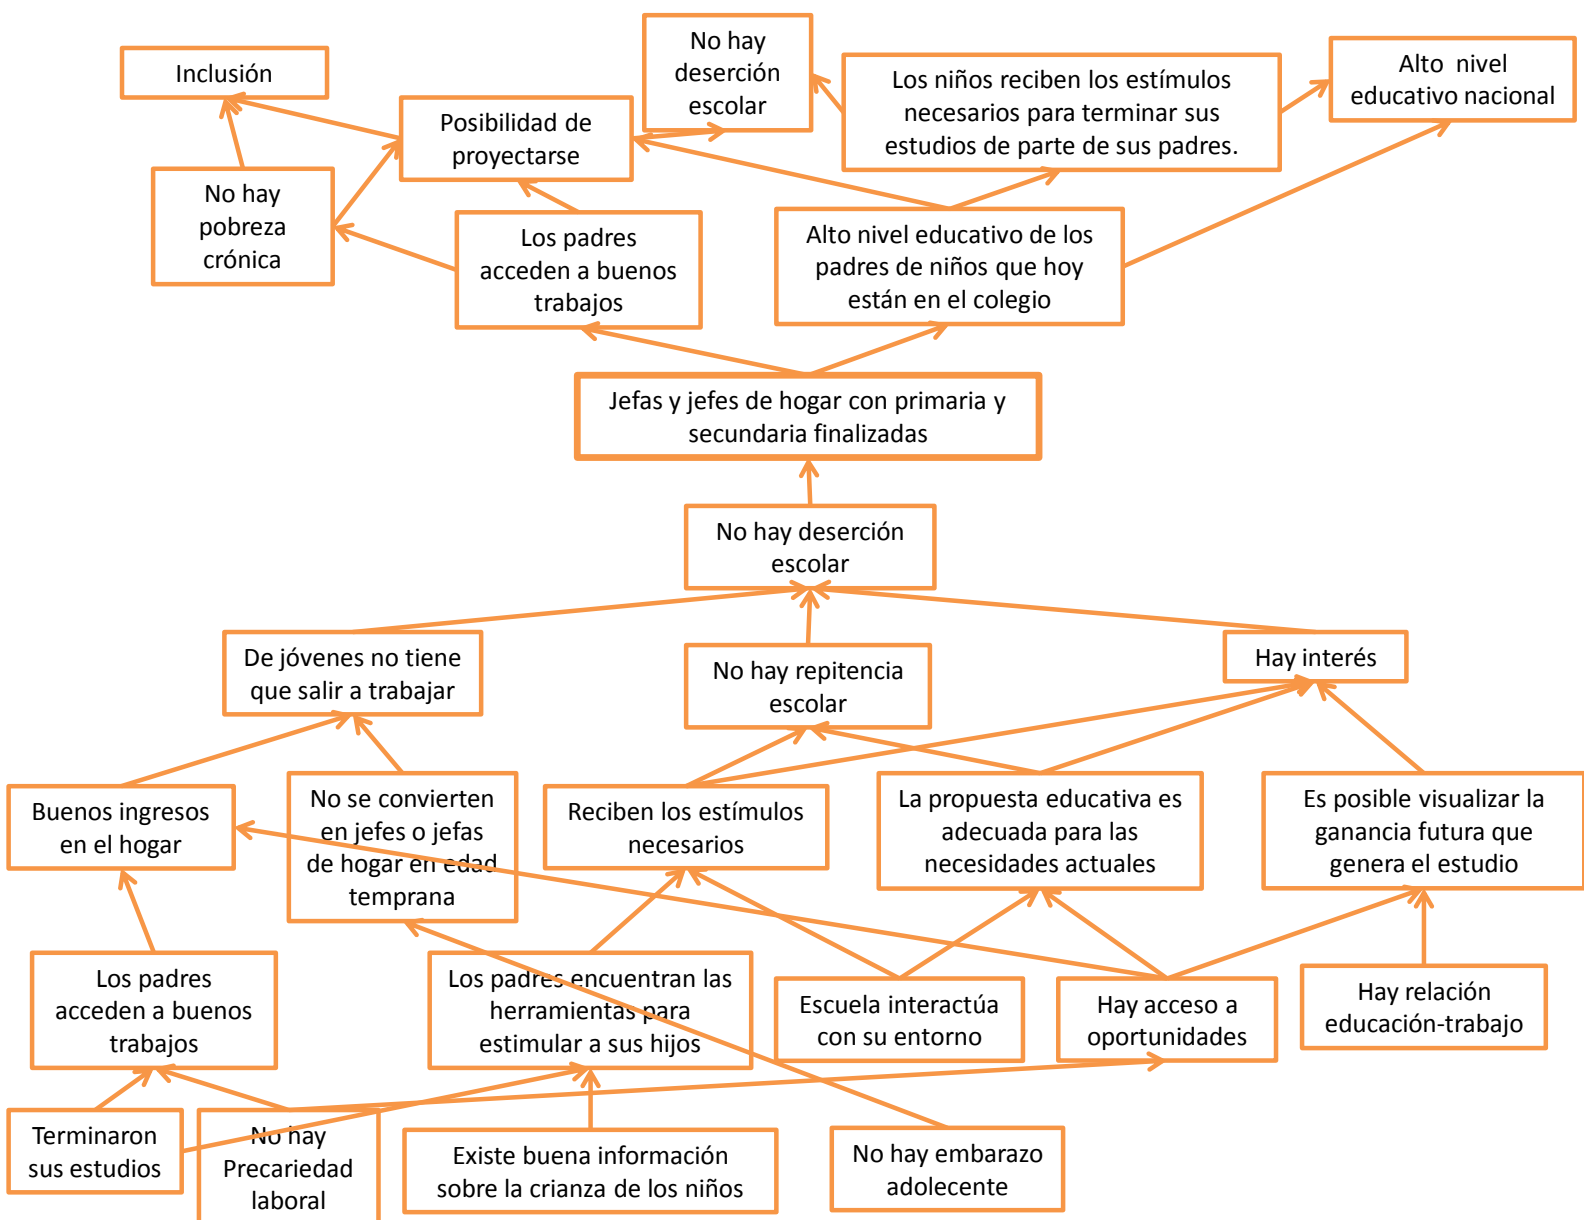 Inclusión
No hay
deserción
escolar
Los niños reciben los estímulos
necesarios para terminar sus
estudios de parte de sus padres.
Alto nivel
educativo nacional
Posibilidad de
proyectarse
No hay
pobreza
crónica
Los padres
acceden a buenos
trabajos
Alto nivel educativo de los
padres de niños que hoy
están en el colegio
Jefas y jefes de hogar con primaria y
secundaria finalizadas
No hay deserción
escolar
De jóvenes no tiene
que salir a trabajar
No hay repitencia
escolar
Hay interés
Buenos ingresos
en el hogar
No se convierten
en jefes o jefas
de hogar en edad
temprana
Reciben los estímulos
necesarios
La propuesta educativa es
adecuada para las
necesidades actuales
Es posible visualizar la
ganancia futura que
genera el estudio
Los padres
acceden a buenos
trabajos
Los padres encuentran las
herramientas para
estimular a sus hijos
Escuela interactúa
con su entorno
Hay acceso a
oportunidades
Hay relación
educación-trabajo
Terminaron
sus estudios
No hay
Precariedad
laboral
Existe buena información
sobre la crianza de los niños
No hay embarazo
adolecente